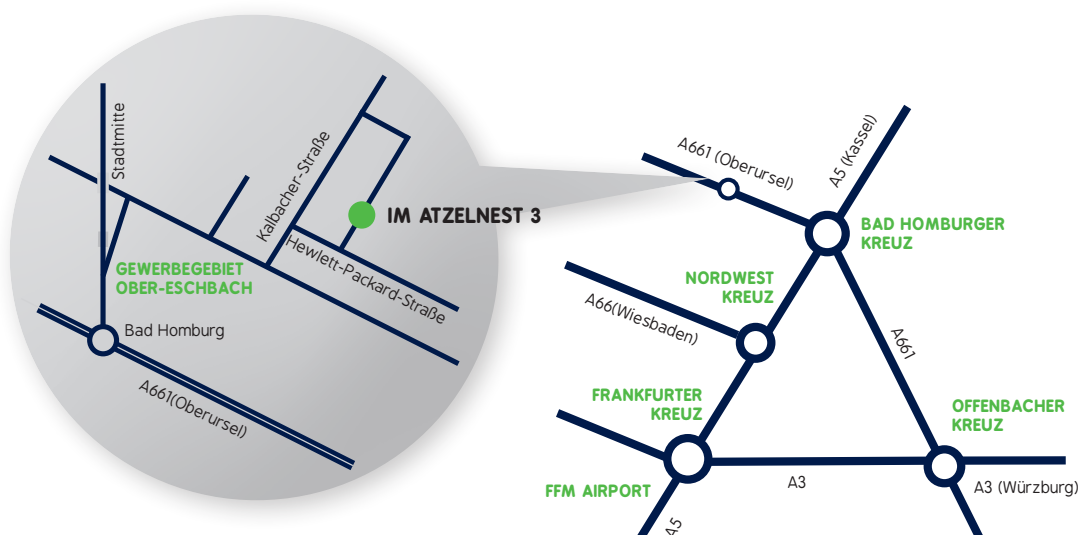 Stadtmitte
Kalbacher-Straße
IM ATZELNEST 3
Hewlett-Packard-Straße
GEWERBEGEBIET
OBER-ESCHBACH
Bad Homburg
A661(Oberursel)
A661 (Oberursel)
A5 (Kassel)
BAD HOMBURGER
KREUZ
NORDWEST
KREUZ
A66(Wiesbaden)
A661
FRANKFURTER
KREUZ
OFFENBACHER
KREUZ
FFM AIRPORT
A3
A3 (Würzburg)
A5